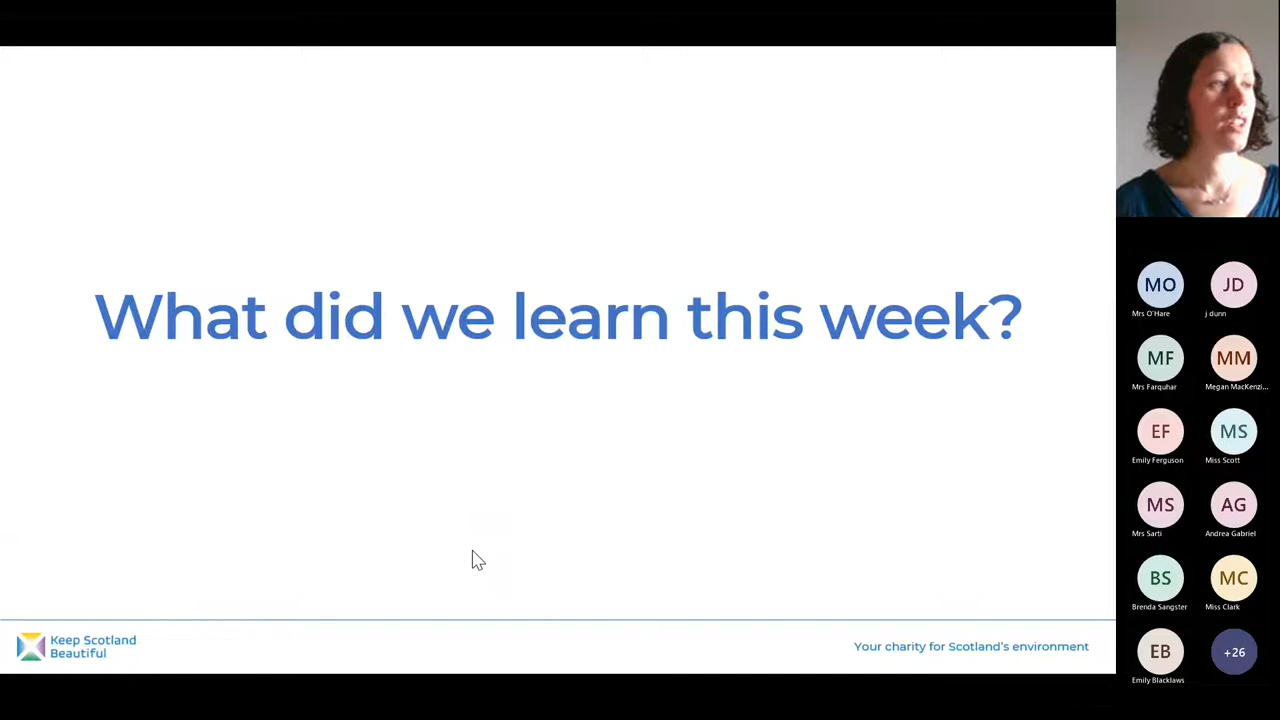 What did we learn this week?
Keep Scotland
Beautiful
Your charity for Scotland's environment
MO
Mrs O'Hare
JD
j dunn
MF
Mrs Farquhar
MM
Megan MacKenzi...
EF
Emily Ferguson
MS
Miss Scott
MS
Mrs Sarti
AG
Andrea Gabriel
BS
Brenda Sangster
MC
Miss Clark
EB
Emily Blacklaws
+26